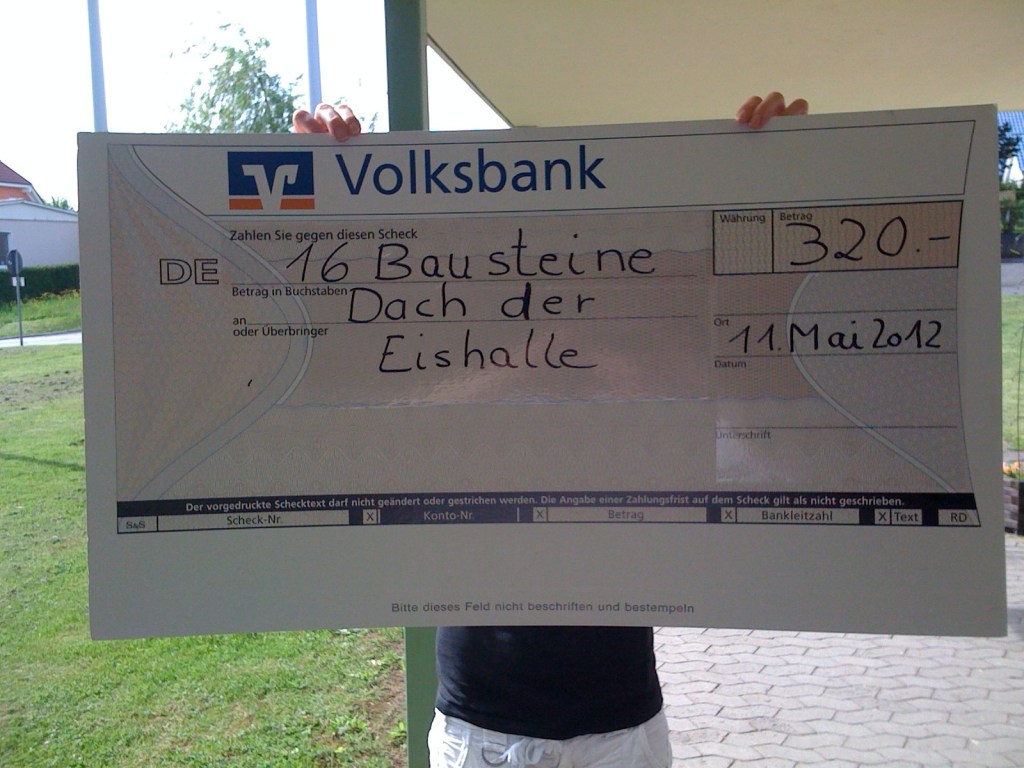 Volksbank
Zahlen Sie gegen diesen Scheck
Währung Betrag
320.-
DE
16 Bausteine
Betrag in Buchstaben
Dach der
an
oder Überbringer
Eishalle
Ort
11. Mai 2012
Datum
Unterschrift
Der vorgedruckte Schecktext darf nicht geändert oder gestrichen werden. Die Angabe einer Zahlungsfrist auf dem Scheck gilt als nicht geschrieben.
S4S Scheck-Nr. X Konto-Nr. X Betrag X Bankleitzahl X Text RD
Bitte dieses Feld nicht beschriften und bestempeln